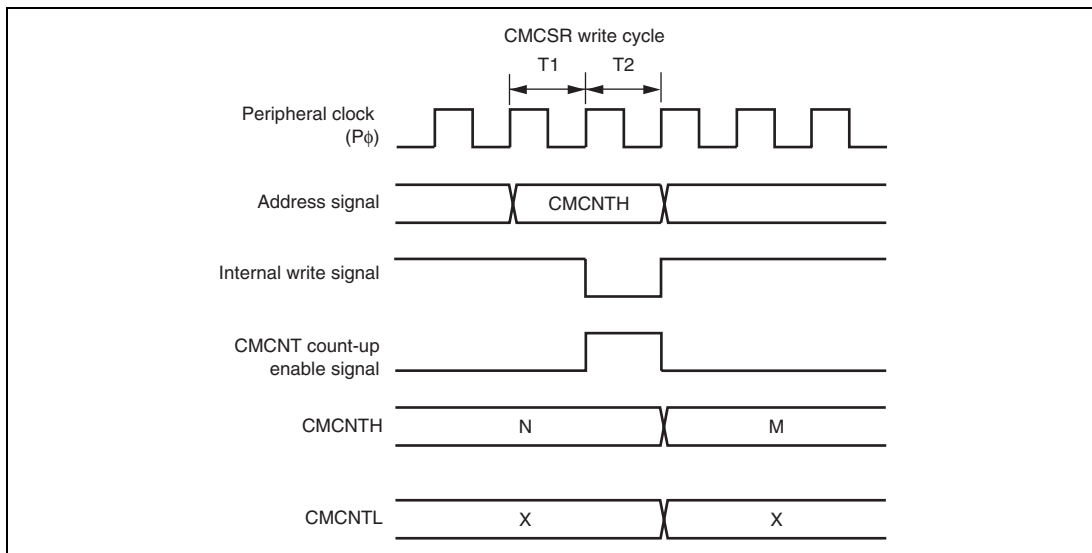 CMCSR write cycle
T1 T2
Peripheral clock
(Pϕ)
Address signal CMCNTH
Internal write signal
CMCNT count-up
enable signal
CMCNTH N M
CMCNTL X X